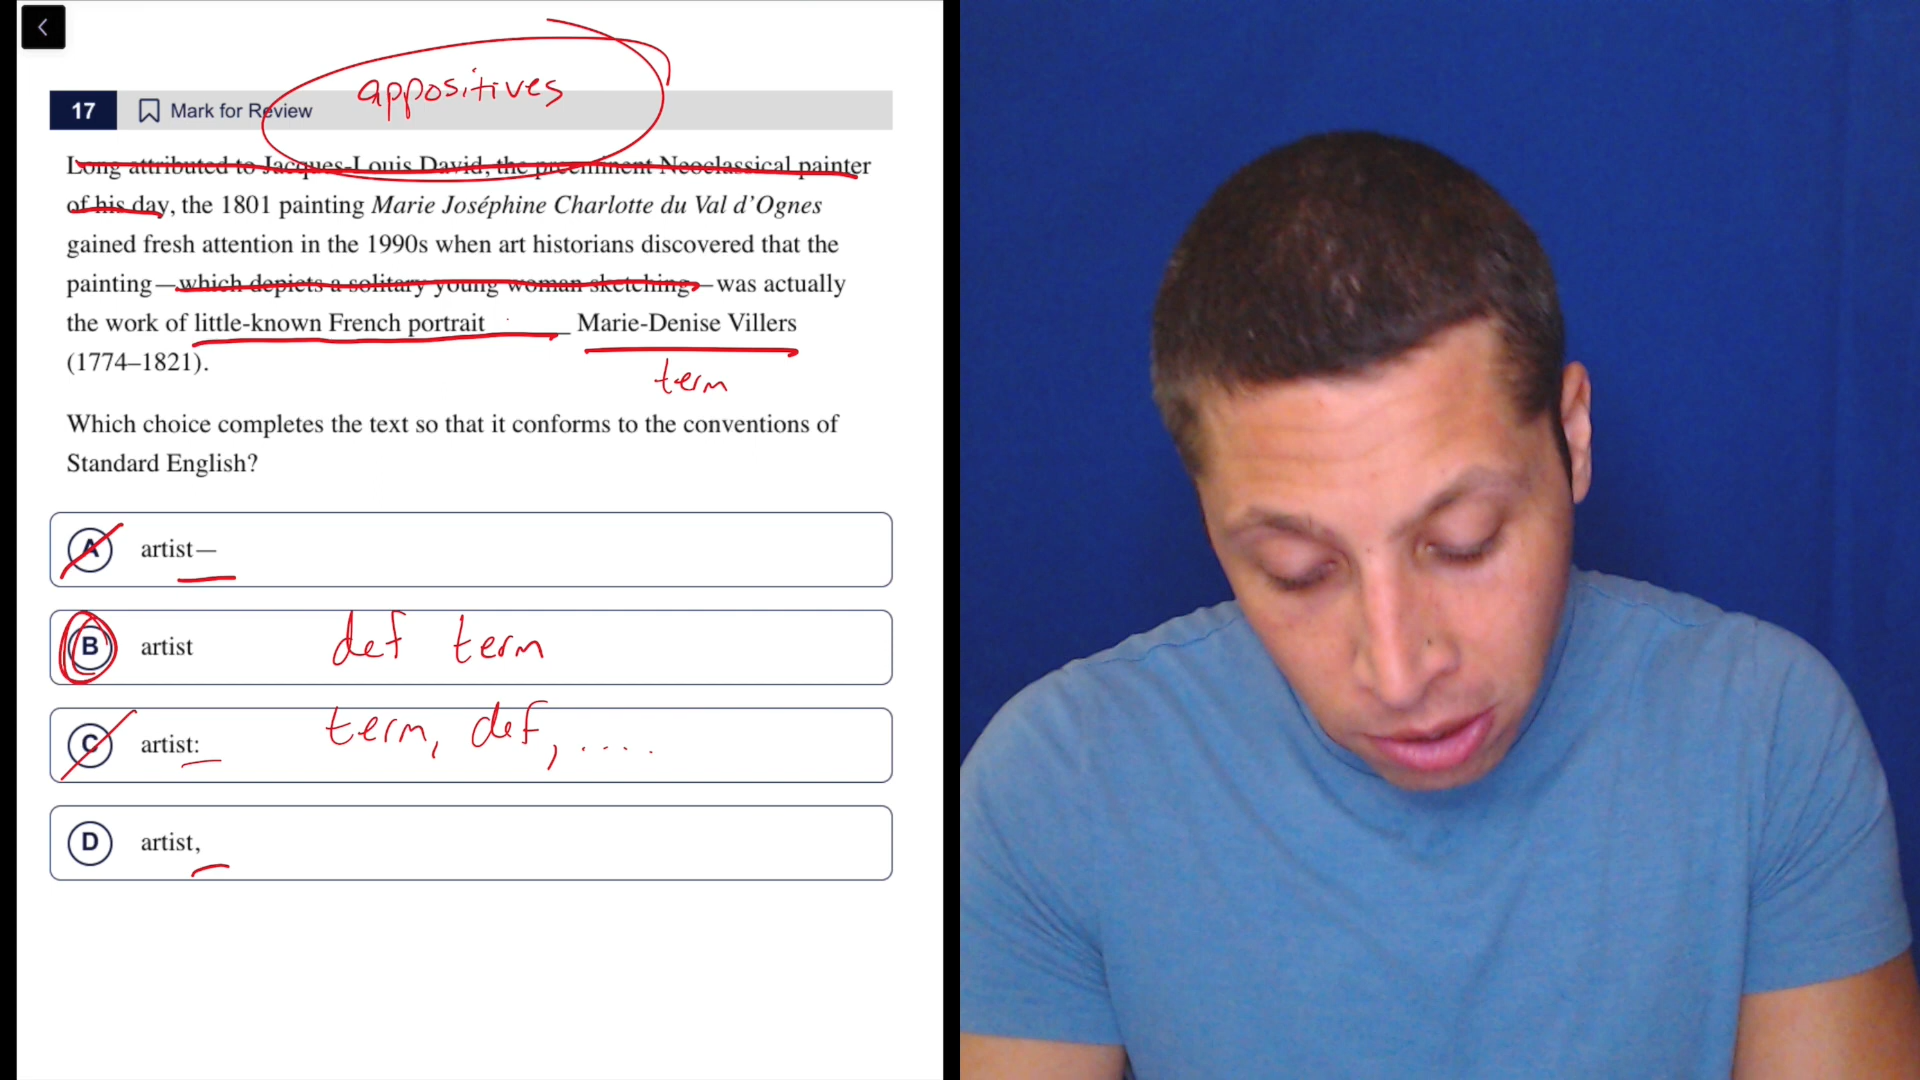 appositives
17 Mark for Review
Long attributed to Jacques-Louis David, the preeminent Neoclassical painter
of his day, the 1801 painting Marie Joséphine Charlotte du Val d’Ognes
gained fresh attention in the 1990s when art historians discovered that the
painting—which depicts a solitary young woman sketching—was actually
the work of little-known French portrait ______ Marie-Denise Villers
(1774–1821).
term
Which choice completes the text so that it conforms to the conventions of
Standard English?
A artist—
B artist def term
C artist: term, def, ....
D artist,